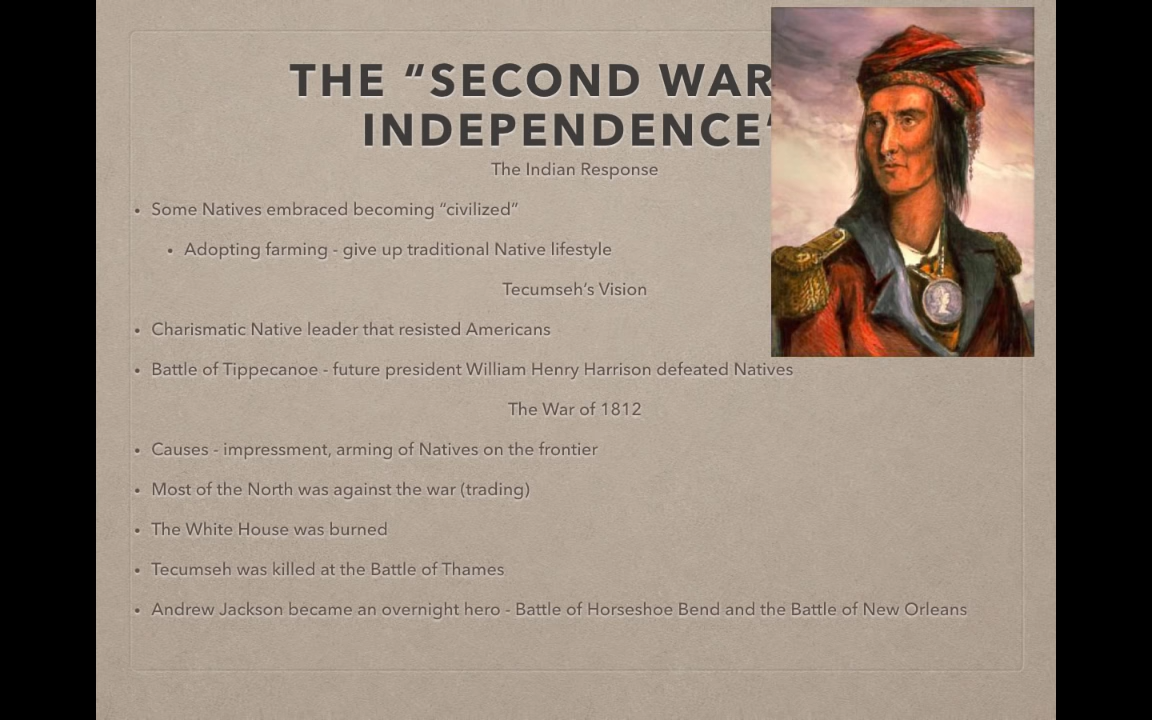 THE “SECOND WAR
INDEPENDENCE”
The Indian Response
• Some Natives embraced becoming “civilized”
• Adopting farming - give up traditional Native lifestyle
Tecumseh’s Vision
• Charismatic Native leader that resisted Americans
• Battle of Tippecanoe - future president William Henry Harrison defeated Natives
The War of 1812
• Causes - impressment, arming of Natives on the frontier
• Most of the North was against the war (trading)
• The White House was burned
• Tecumseh was killed at the Battle of Thames
• Andrew Jackson became an overnight hero - Battle of Horseshoe Bend and the Battle of New Orleans